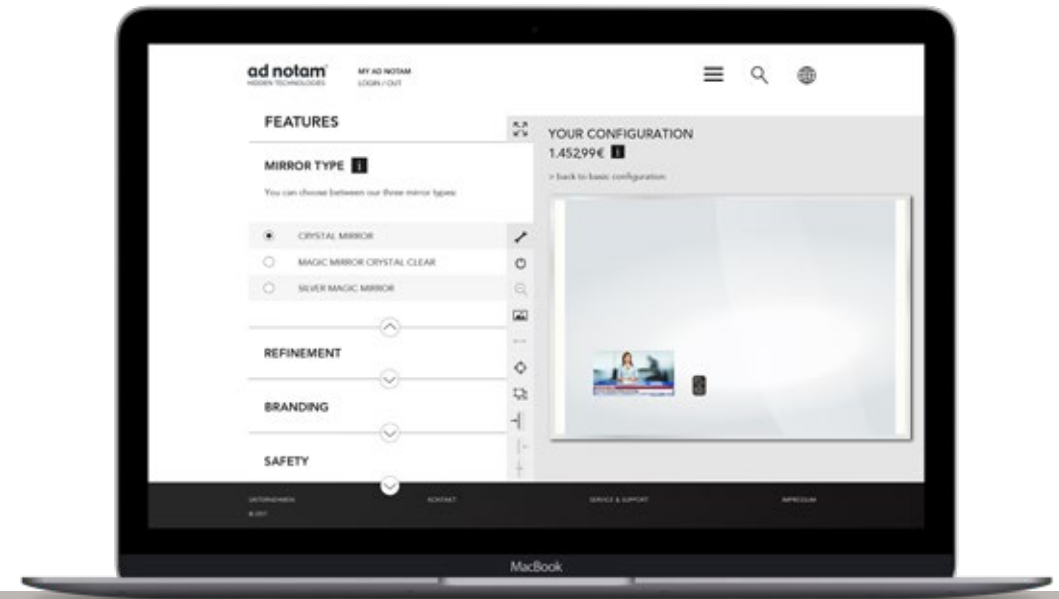 ad notam
HIDDEN TECHNOLOGIES
MY AD NOTAM
LOGIN / OUT
FEATURES
MIRROR TYPE i
You can choose between our three mirror types:
CRYSTAL MIRROR
MAGIC MIRROR CRYSTAL CLEAR
SILVER MAGIC MIRROR
REFINEMENT
BRANDING
SAFETY
YOUR CONFIGURATION
1.452,99€ i
> back to basic configuration
UNTERNEHMEN
KONTAKT
SERVICE & SUPPORT
IMPRESSUM
© 2017
MacBook